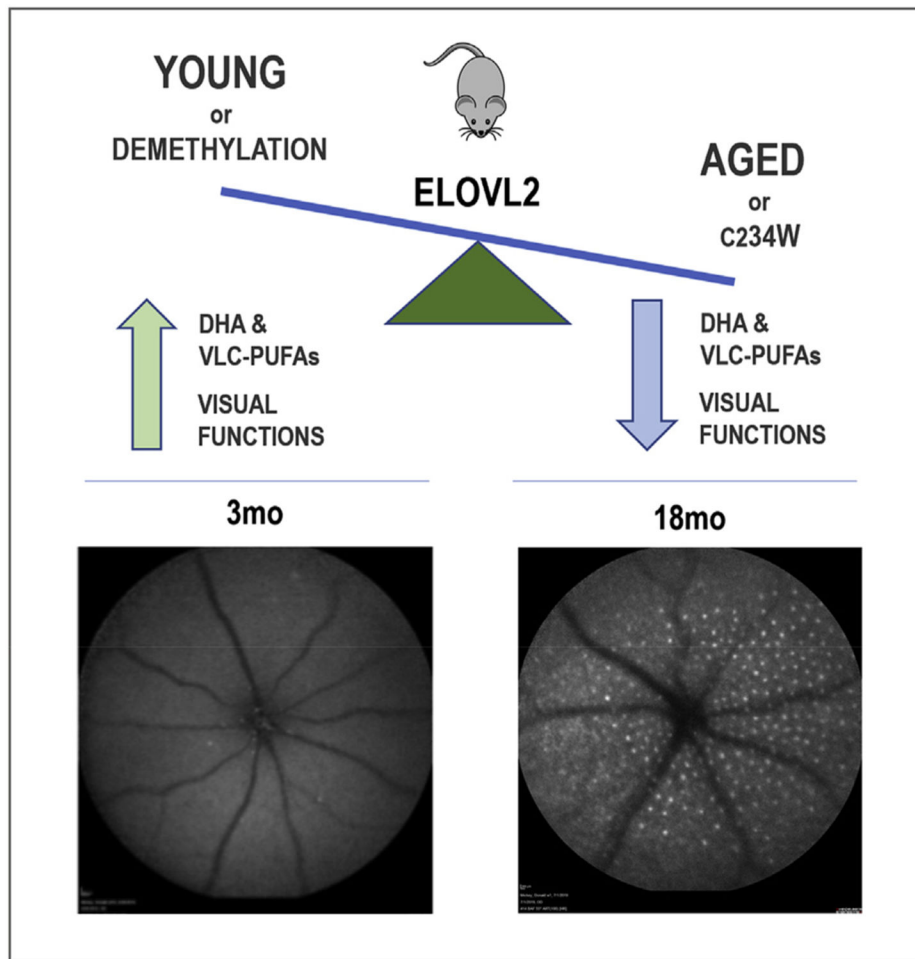 YOUNG
or
DEMETHYLATION
ELOVL2
AGED
or
C234W
DHA &
VLC-PUFAs
VISUAL
FUNCTIONS
DHA &
VLC-PUFAs
VISUAL
FUNCTIONS
3mo
18mo